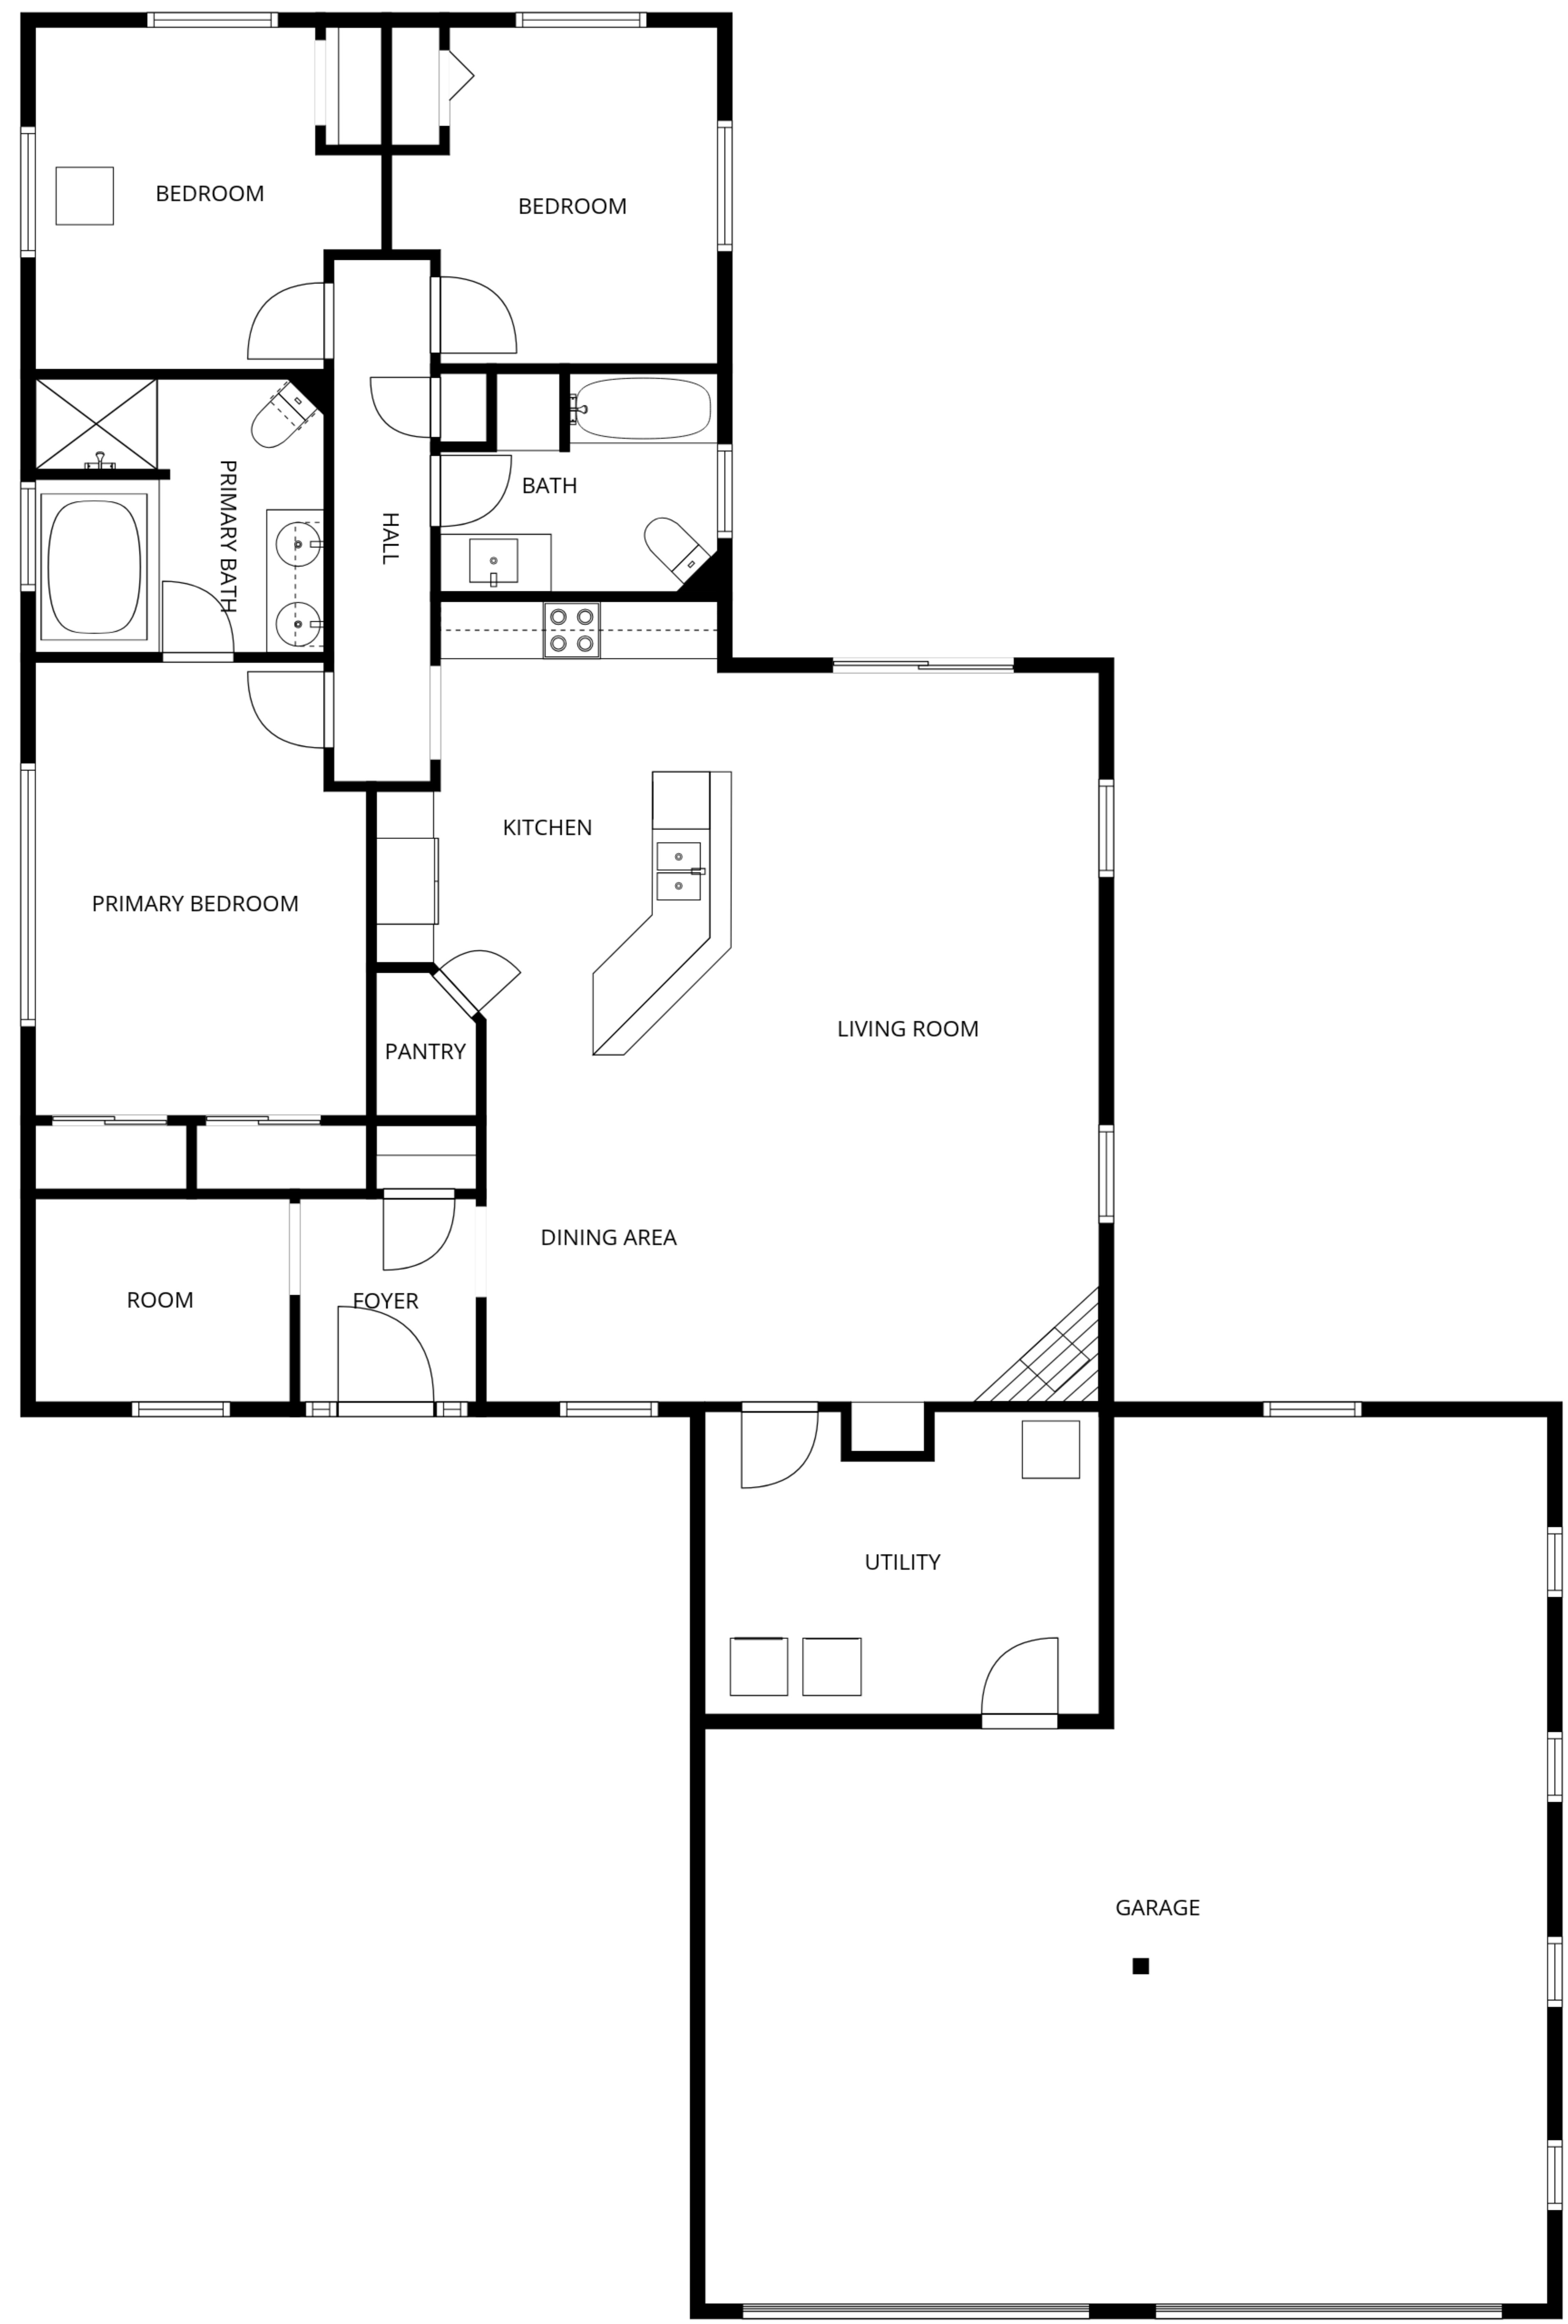 BEDROOM
BEDROOM
PRIMARY BATH
HALL
BATH
KITCHEN
PRIMARY BEDROOM
LIVING ROOM
PANTRY
DINING AREA
ROOM
FOYER
UTILITY
GARAGE